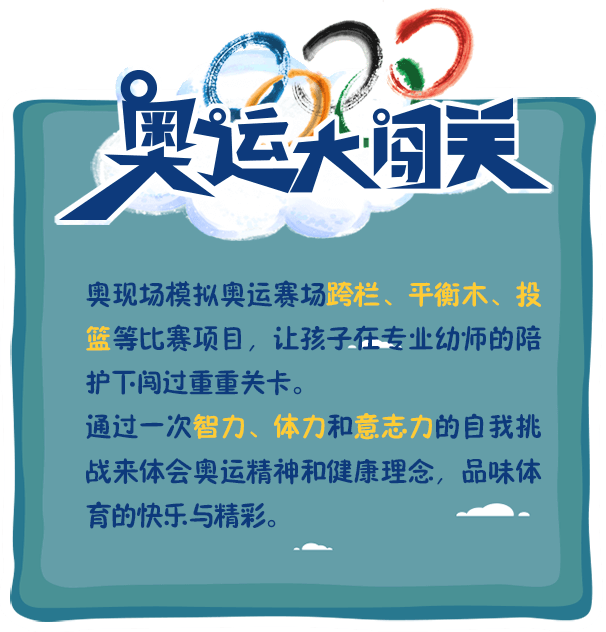 奥运大闯关
奥现场模拟奥运赛场跨栏、平衡木、投
篮等比赛项目，让孩子在专业幼师的陪
护下闯过重重关卡。
通过一次智力、体力和意志力的自我挑
战来体会奥运精神和健康理念，品味体
育的快乐与精彩。